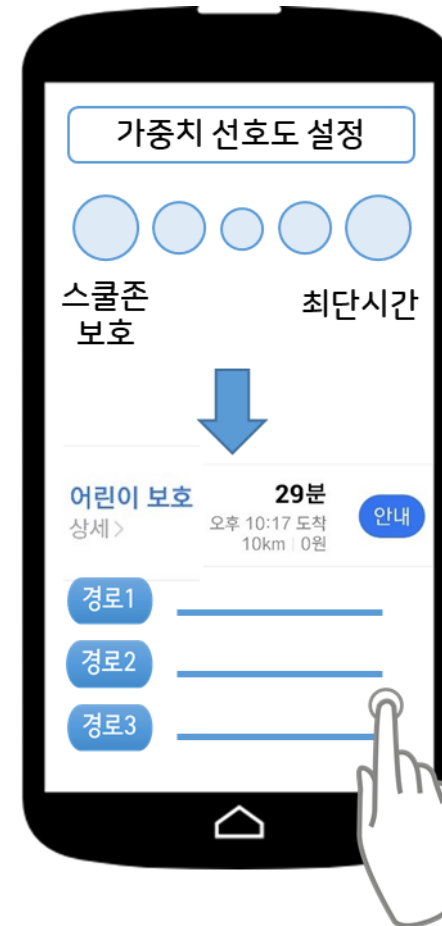 가중치 선호도 설정
스쿨존
보호
최단시간
어린이 보호
상세 >
29분
오후 10:17 도착
10km | 0원
안내
경로1
경로2
경로3